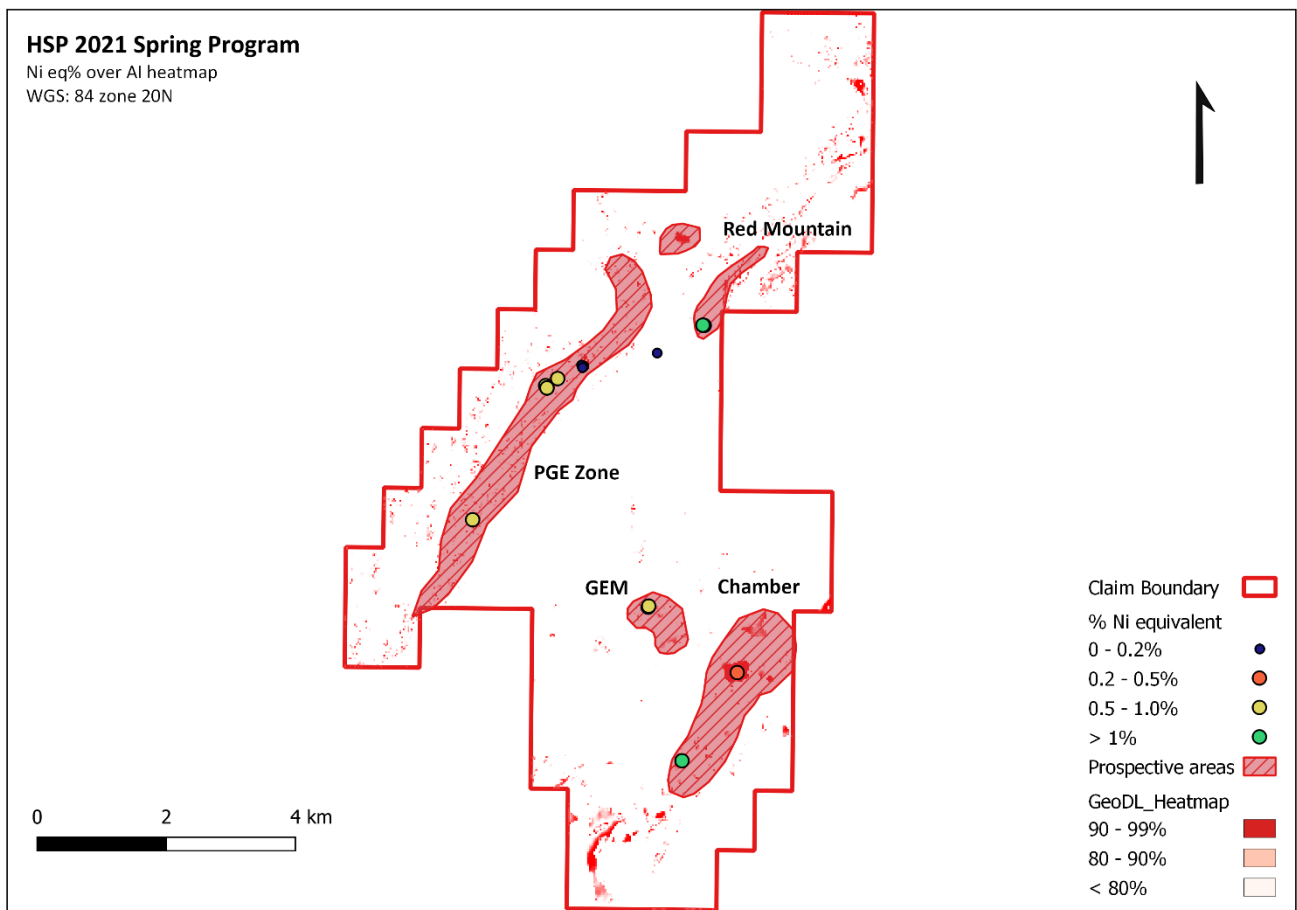 HSP 2021 Spring Program
Ni eq% over AI heatmap
WGS: 84 zone 20N
Red Mountain
PGE Zone
GEM
Chamber
Claim Boundary
% Ni equivalent
0 - 0.2%
0.2 - 0.5%
0.5 - 1.0%
> 1%
Prospective areas
GeoDL_Heatmap
90 - 99%
80 - 90%
< 80%
0 2 4 km